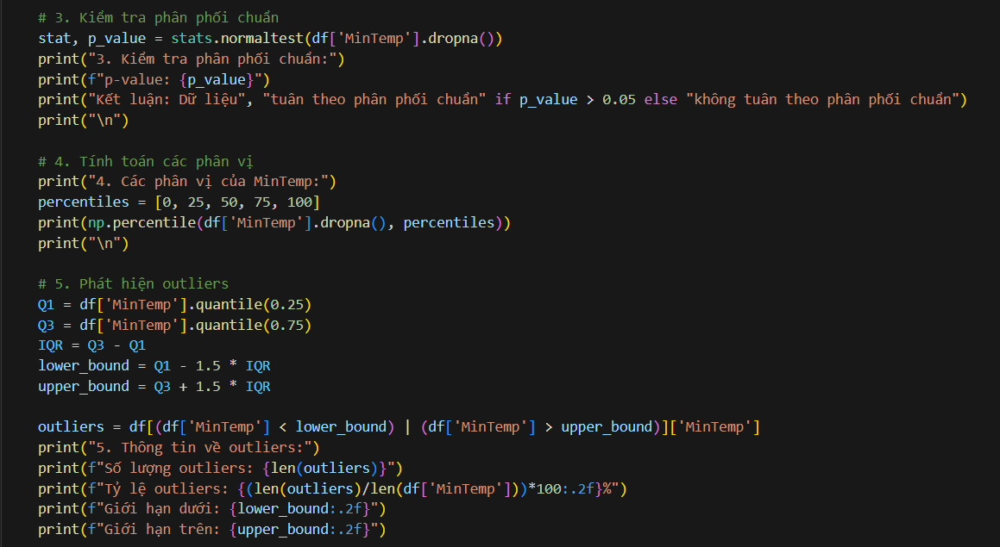 # 3. Kiểm tra phân phối chuẩn
stat, p_value = stats.normaltest(df['MinTemp'].dropna())
print("3. Kiểm tra phân phối chuẩn:")
print(f"p-value: {p_value}")
print("Kết luận: Dữ liệu", "tuân theo phân phối chuẩn" if p_value > 0.05 else "không tuân theo phân phối chuẩn")
print("\n")
# 4. Tính toán các phân vị
print("4. Các phân vị của MinTemp:")
percentiles = [0, 25, 50, 75, 100]
print(np.percentile(df['MinTemp'].dropna(), percentiles))
print("\n")
# 5. Phát hiện outliers
Q1 = df['MinTemp'].quantile(0.25)
Q3 = df['MinTemp'].quantile(0.75)
IQR = Q3 - Q1
lower_bound = Q1 - 1.5 * IQR
upper_bound = Q3 + 1.5 * IQR
outliers = df[(df['MinTemp'] < lower_bound) | (df['MinTemp'] > upper_bound)]['MinTemp']
print("5. Thông tin về outliers:")
print(f"Số lượng outliers: {len(outliers)}")
print(f"Tỷ lệ outliers: {(len(outliers)/len(df['MinTemp']))*100:.2f}%")
print(f"Giới hạn dưới: {lower_bound:.2f}")
print(f"Giới hạn trên: {upper_bound:.2f}")